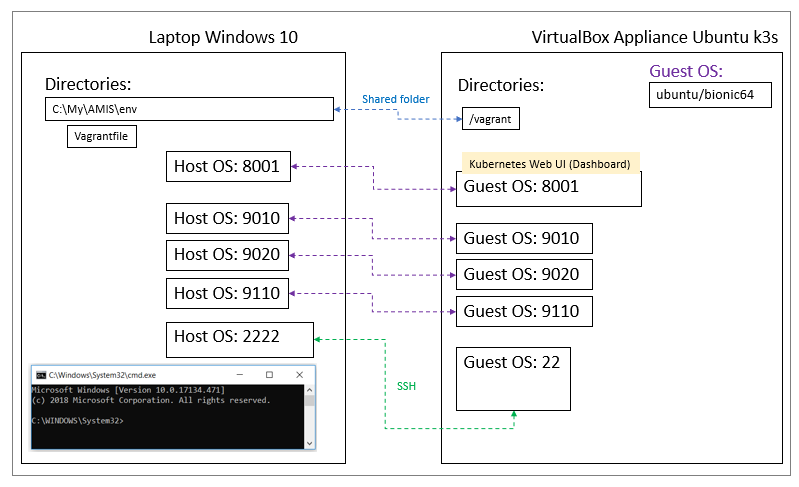 Laptop Windows 10
VirtualBox Appliance Ubuntu k3s
Directories:
C:\My\AMIS\env
Vagrantfile
Shared folder
Directories:
/vagrant
Guest OS:
ubuntu/bionic64
Host OS: 8001
Kubernetes Web UI (Dashboard)
Guest OS: 8001
Host OS: 9010
Guest OS: 9010
Host OS: 9020
Guest OS: 9020
Host OS: 9110
Guest OS: 9110
Host OS: 2222
Guest OS: 22
SSH
C:\Windows\System32\cmd.exe
Microsoft Windows [Version 10.0.17134.471]
(c) 2018 Microsoft Corporation. All rights reserved.
C:\WINDOWS\System32>